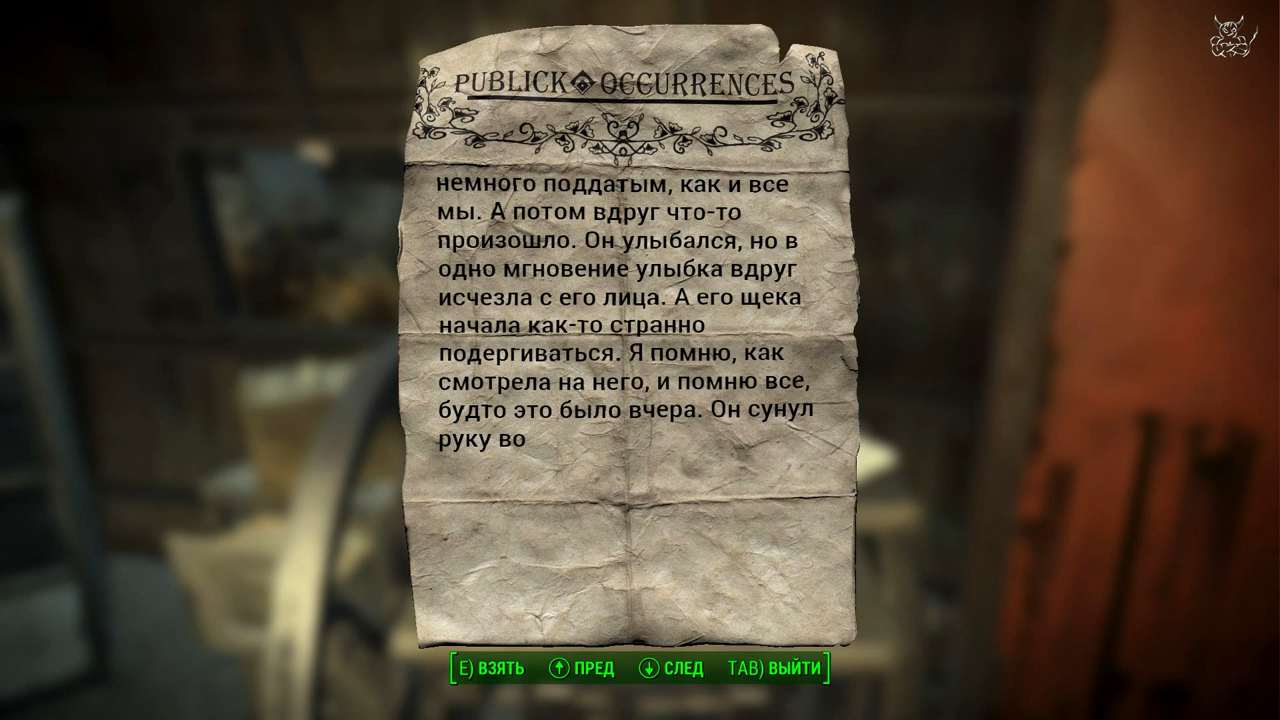 PUBLICK OCCURRENCES
немного поддатым, как и все
мы. А потом вдруг что-то
произошло. Он улыбался, но в
одно мгновение улыбка вдруг
исчезла с его лица. А его щека
начала как-то странно
подергиваться. Я помню, как
смотрела на него, и помню все,
будто это было вчера. Он сунул
руку во
E) ВЗЯТЬ ПРЕД СЛЕД TAB) ВЫЙТИ